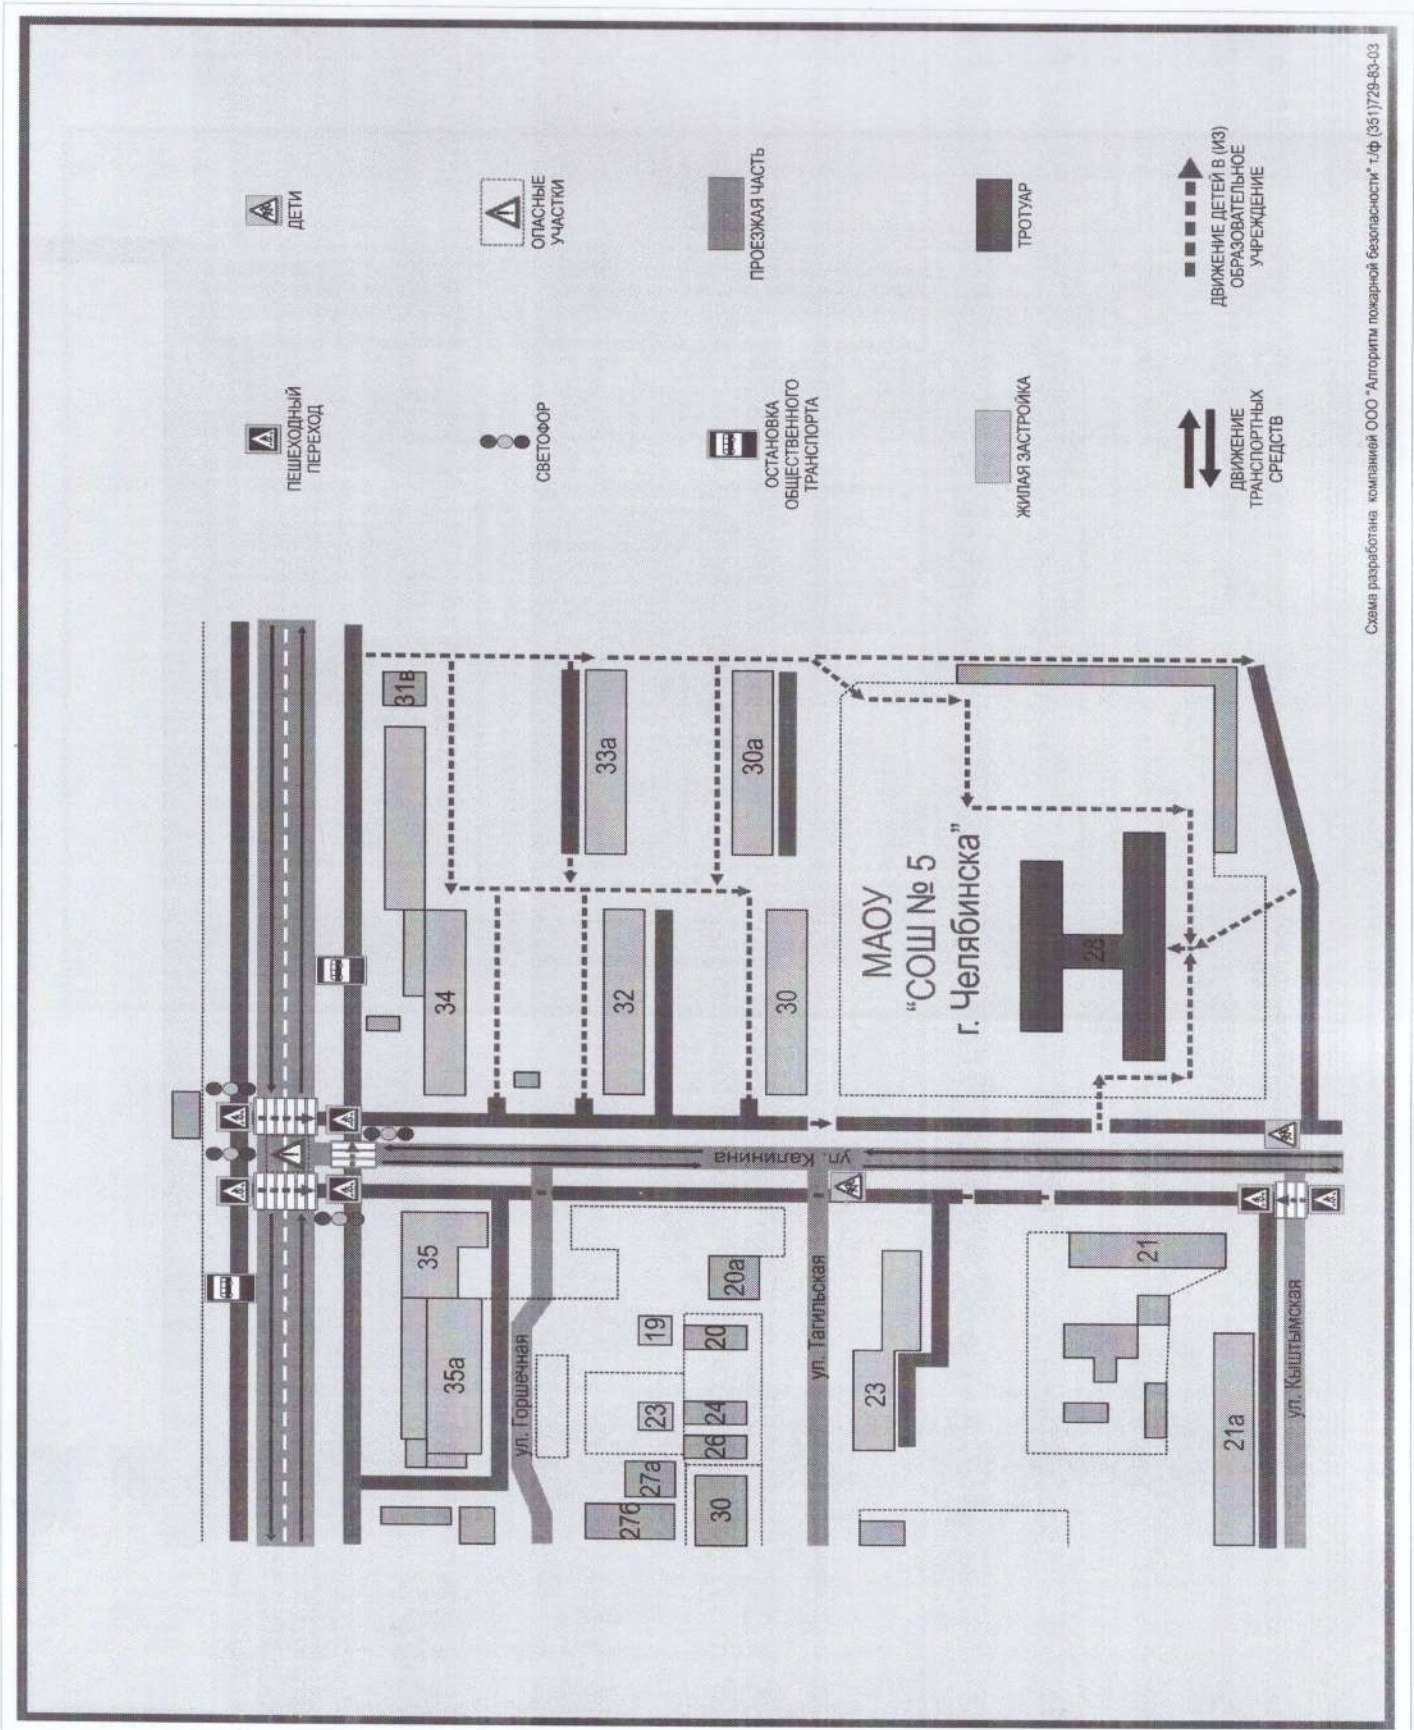 ПЕШЕХОДНЫЙ
ПЕРЕХОД
ДЕТИ
СВЕТОФОР
ОПАСНЫЕ
УЧАСТКИ
ОСТАНОВКА
ОБЩЕСТВЕННОГО
ТРАНСПОРТА
ПРОЕЗЖАЯ ЧАСТЬ
ЖИЛАЯ ЗАСТРОЙКА
ТРОТУАР
ДВИЖЕНИЕ
ТРАНСПОРТНЫХ
СРЕДСТВ
ДВИЖЕНИЕ ДЕТЕЙ В (ИЗ)
ОБРАЗОВАТЕЛЬНОЕ
УЧРЕЖДЕНИЕ
31в
33а
30а
34
32
30
МАОУ
"СОШ № 5
г. Челябинска"
28
ул. Калинина
35
35а
ул. Горшечная
20а
19
20
23
24
26
27а
27б
30
ул. Тагильская
23
21
21а
ул. Кыштымская
Схема разработана компанией ООО "Алгоритм пожарной безопасности" т/ф (351)729-83-03